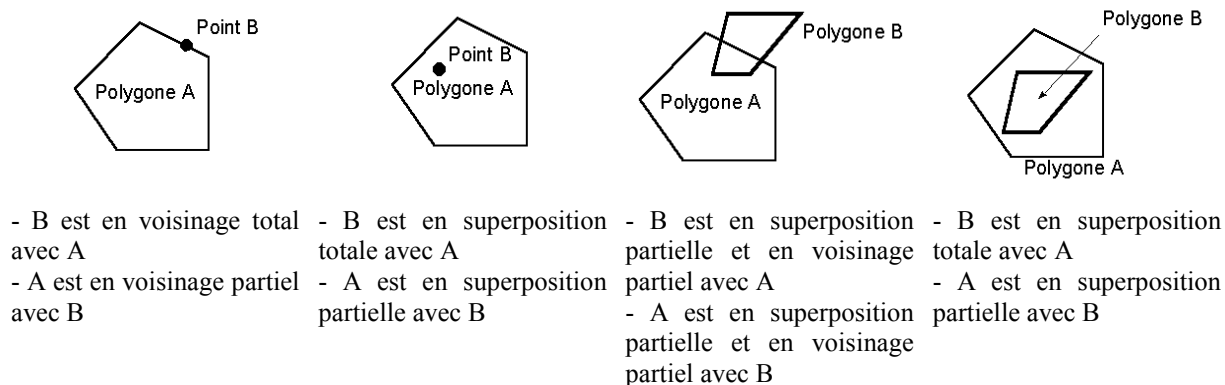 Point B
Polygone A
Point B
Polygone A
Polygone B
Polygone A
Polygone B
Polygone A
- B est en voisinage total
avec A
- A est en voisinage partiel
avec B
- B est en superposition
totale avec A
- A est en superposition
partielle avec B
- B est en superposition
partielle et en voisinage
partiel avec A
- A est en superposition
partielle et en voisinage
partiel avec B
- B est en superposition
totale avec A
- A est en superposition
partielle avec B